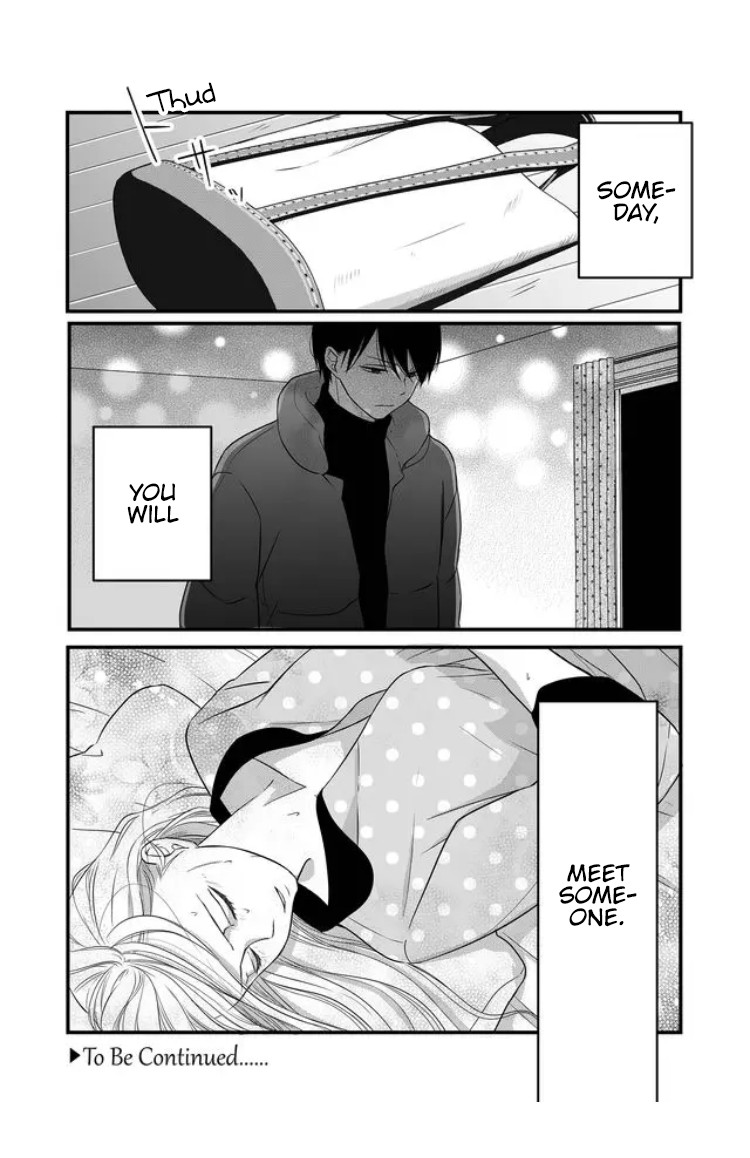 Thud
SOME-
DAY,
YOU
WILL
MEET
SOME-
ONE.
To Be Continued......